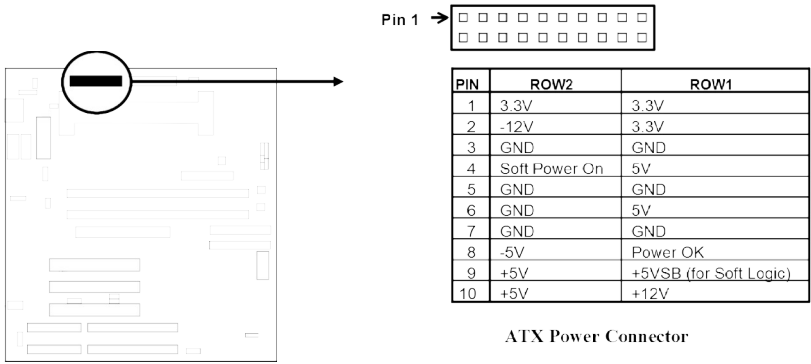 Pin 1
PIN ROW2 ROW1
1 3.3V 3.3V
2 -12V 3.3V
3 GND GND
4 Soft Power On 5V
5 GND GND
6 GND 5V
7 GND GND
8 -5V Power OK
9 +5V +5VSB (for Soft Logic)
10 +5V +12V
ATX Power Connector